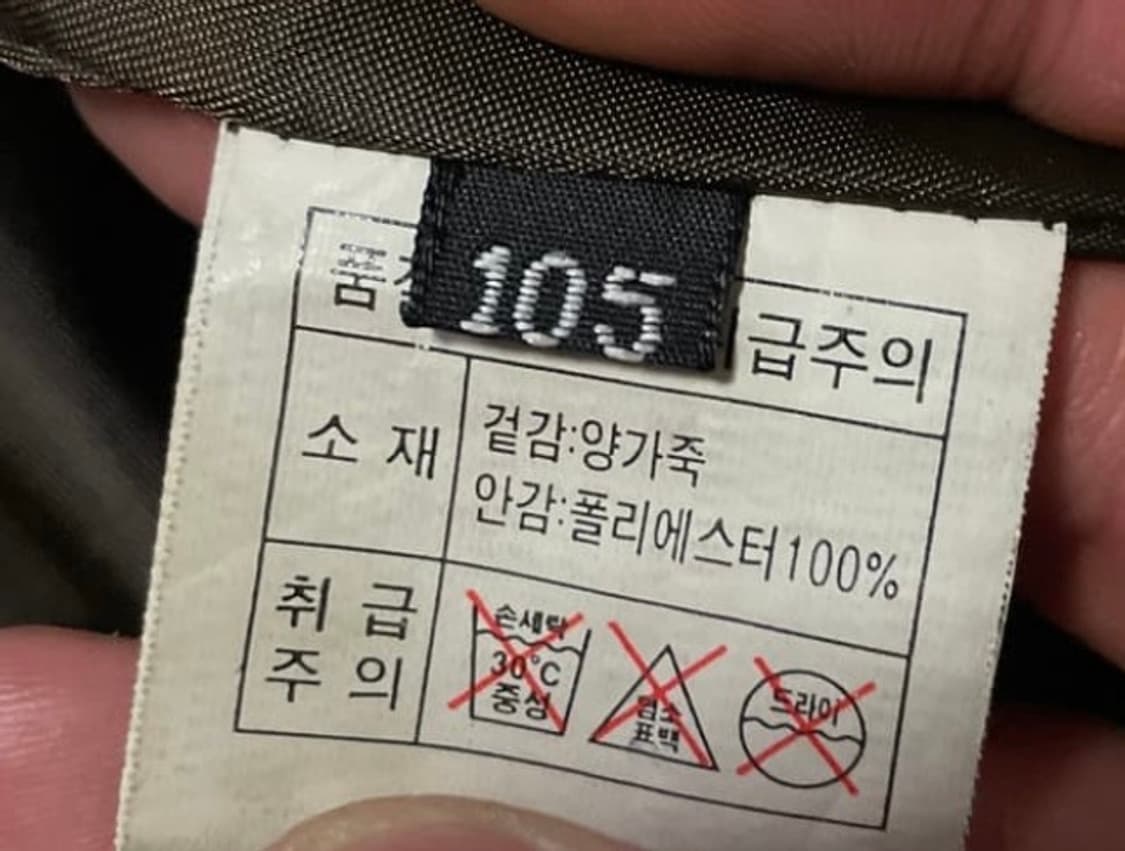 105
품질 급주의
소 재
겉감:양가죽
안감:폴리에스터100%
취 급
주 의
손세탁
30°C
중성
염소
표백
드라이